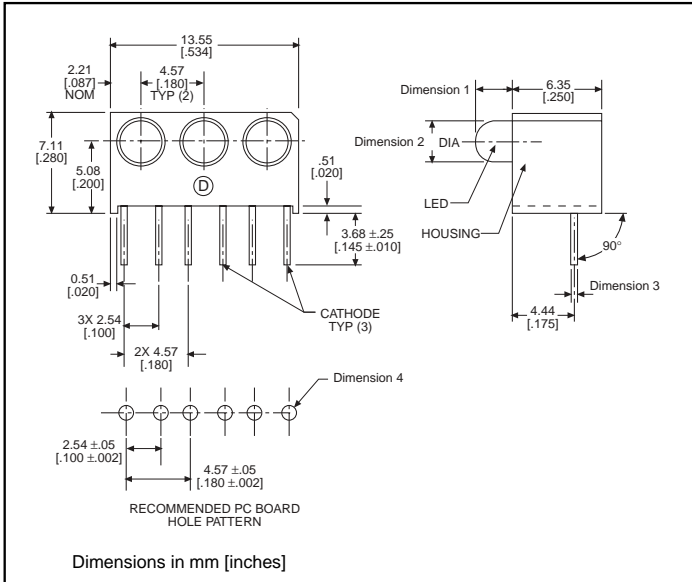 13.55
[.534]
2.21
[.087]
NOM
4.57
[.180]
TYP (2)
7.11
[.280]
5.08
[.200]
D
.51
[.020]
3.68 ±.25
[.145 ±.010]
0.51
[.020]
3X 2.54
[.100]
2X 4.57
[.180]
CATHODE
TYP (3)
Dimension 1
6.35
[.250]
Dimension 2
DIA
LED
HOUSING
90°
Dimension 3
4.44
[.175]
Dimension 4
2.54 ±.05
[.100 ±.002]
4.57 ±.05
[.180 ±.002]
RECOMMENDED PC BOARD
HOLE PATTERN
Dimensions in mm [inches]